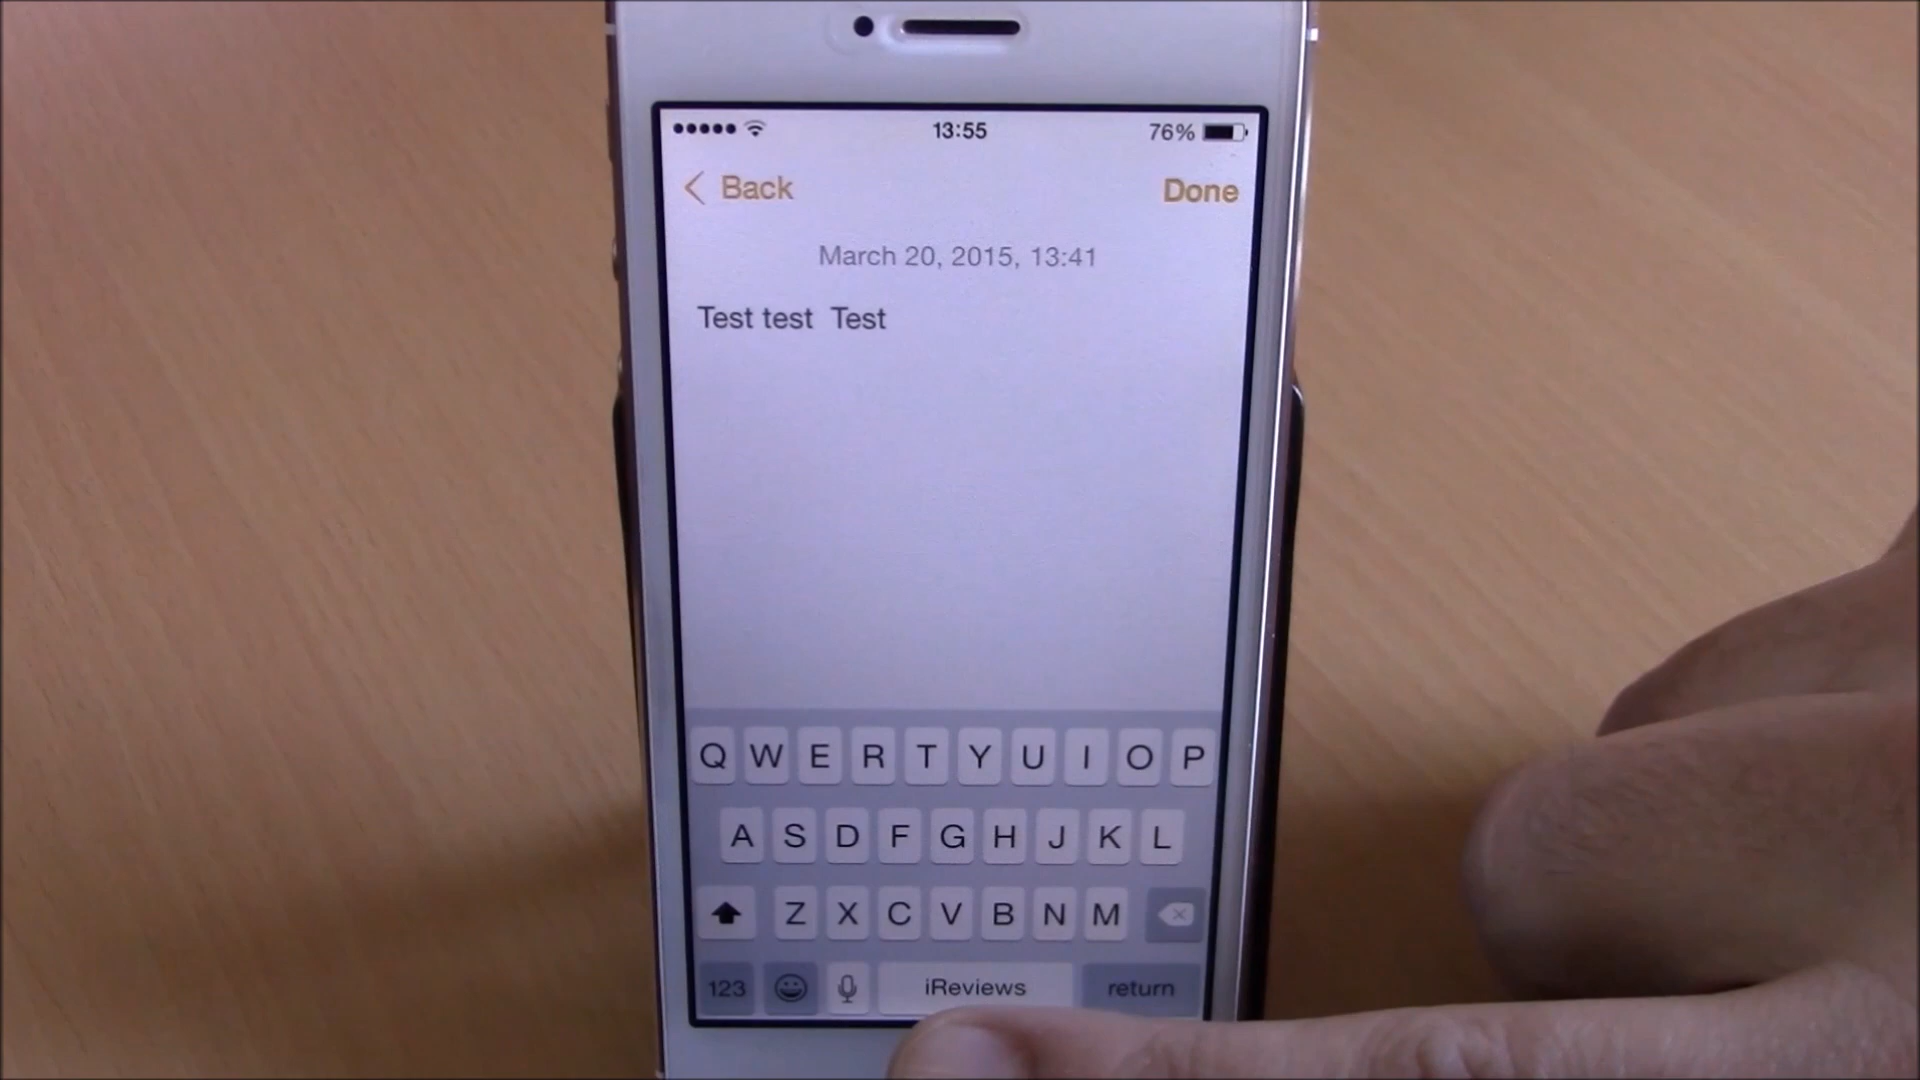 13:55 76%
Back Done
March 20, 2015, 13:41
Test test  Test
Q W E R T Y U I O P
A S D F G H J K L
Z X C V B N M
123 iReviews return